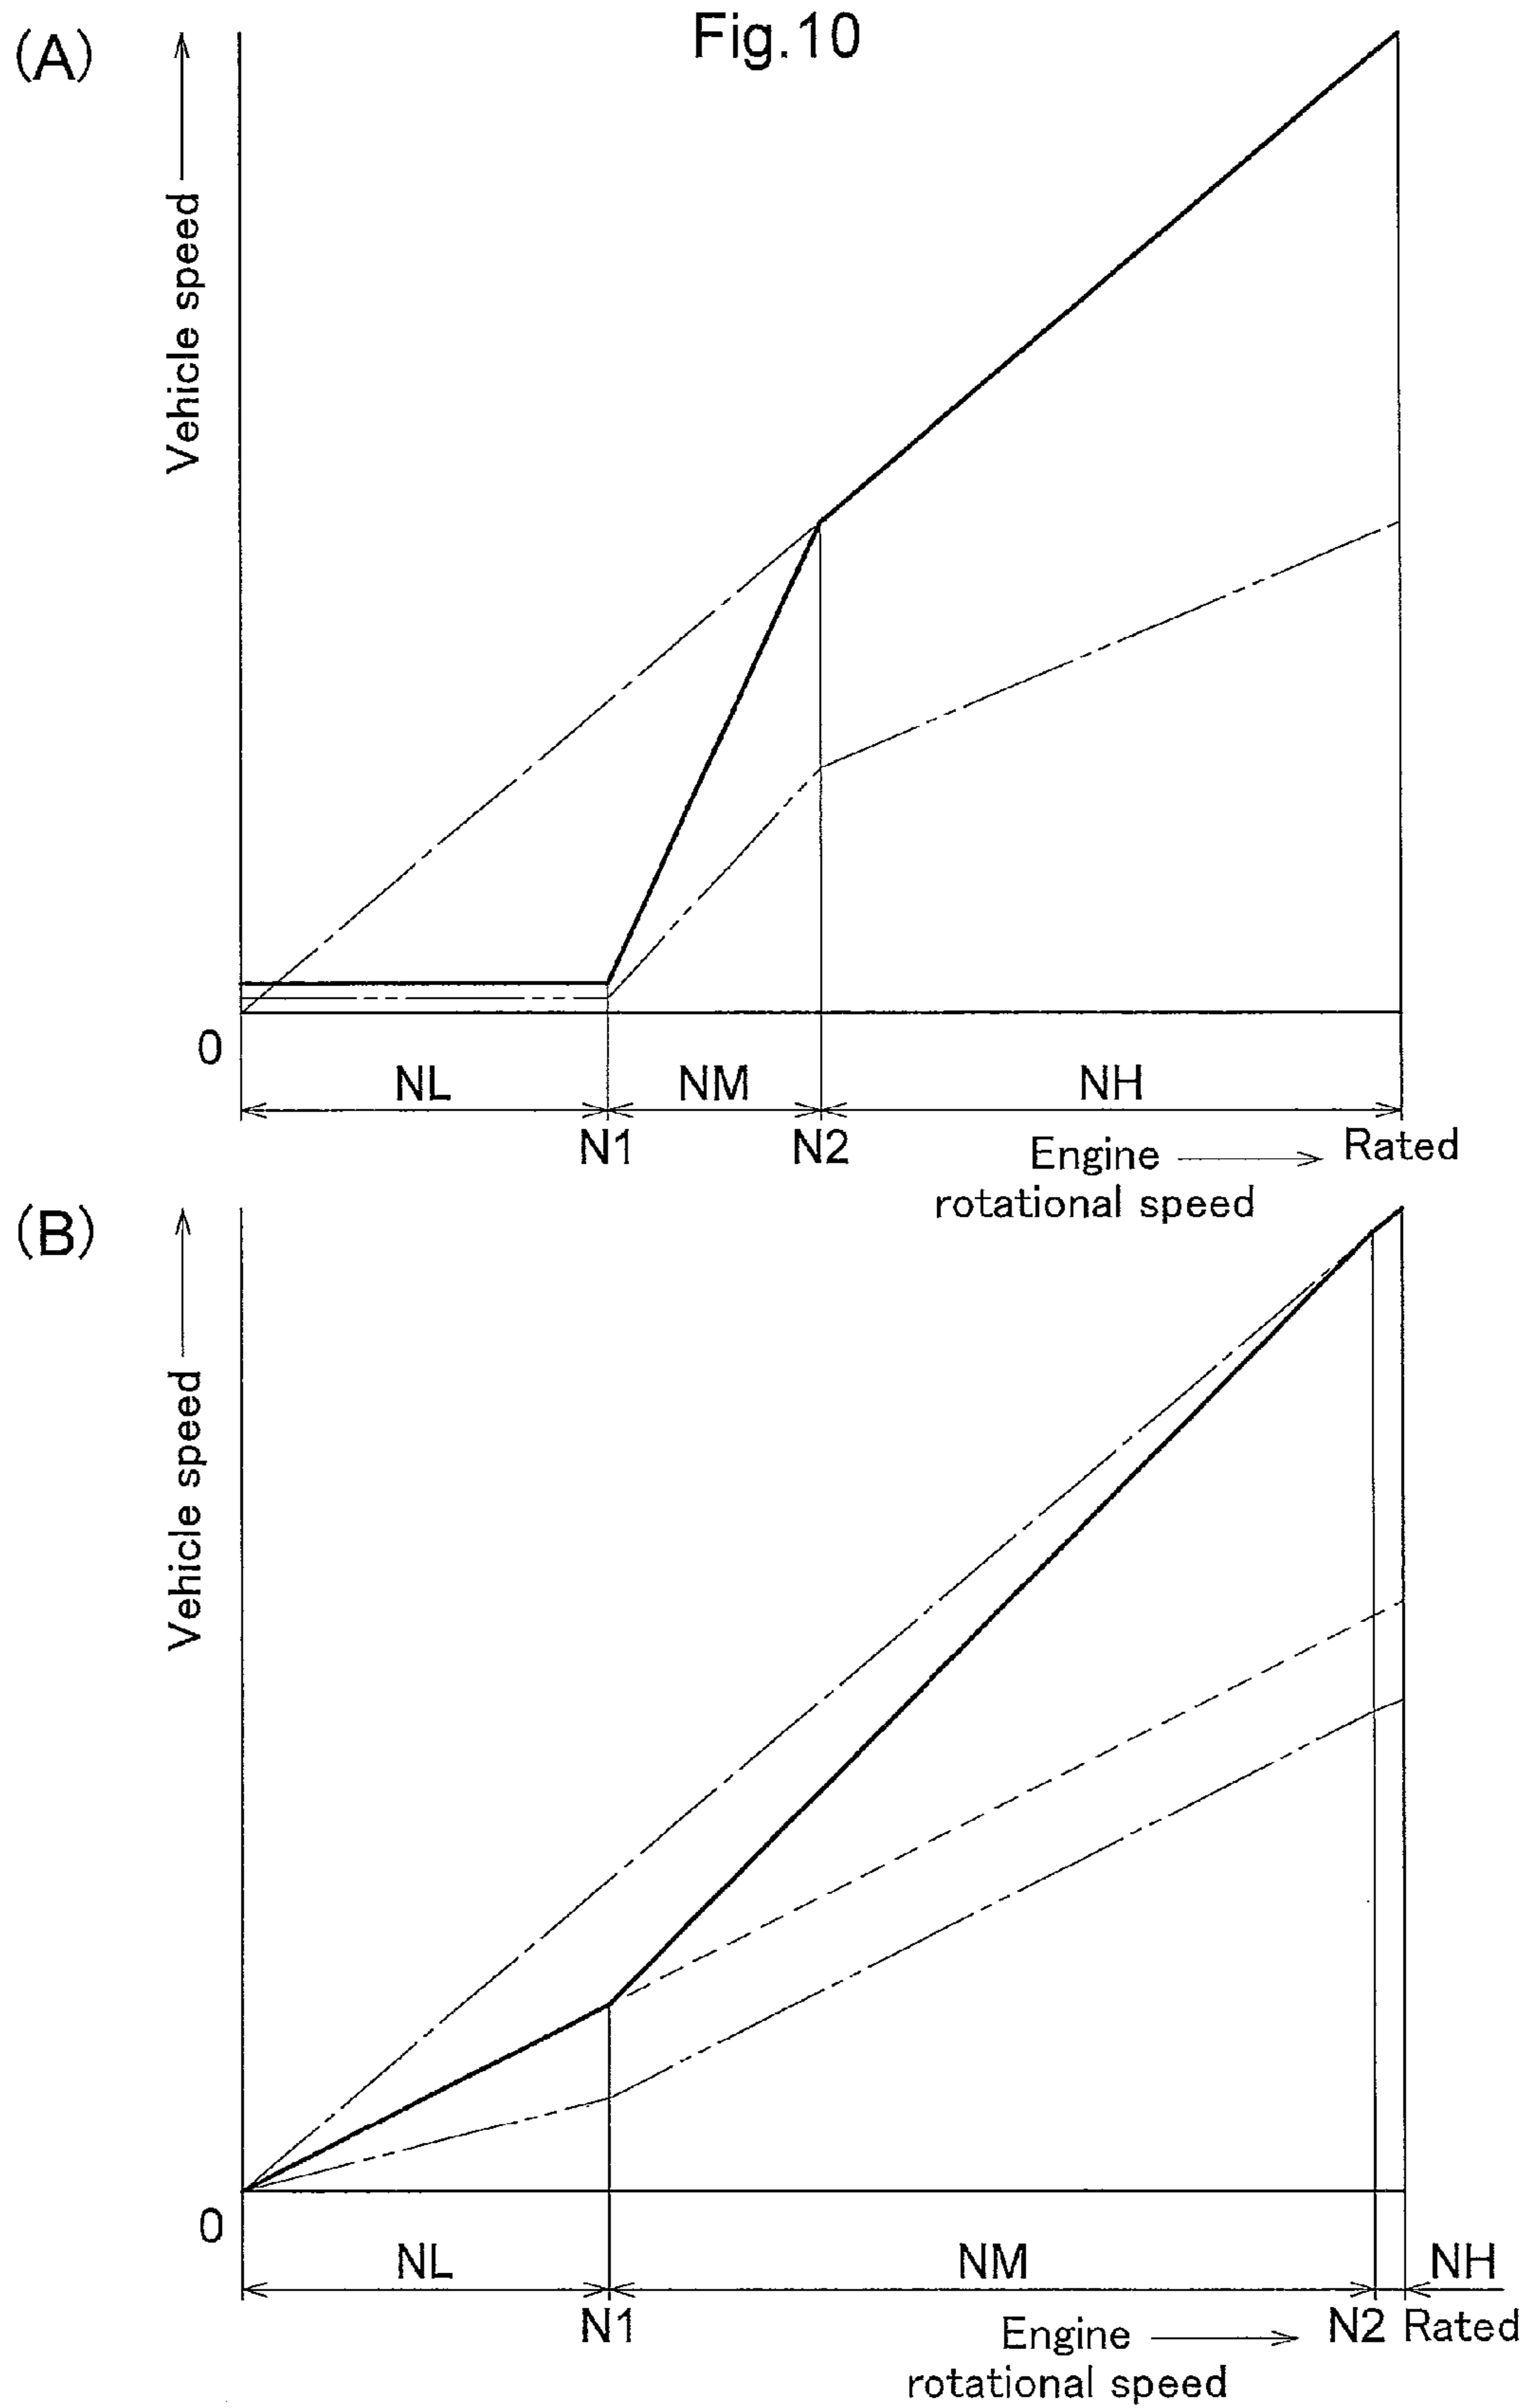 Fig.10
(A)
Vehicle speed
0
NL
NM
NH
N1
N2
Rated
Engine
rotational speed
(B)
Vehicle speed
0
NL
NM
NH
N1
N2
Rated
Engine
rotational speed